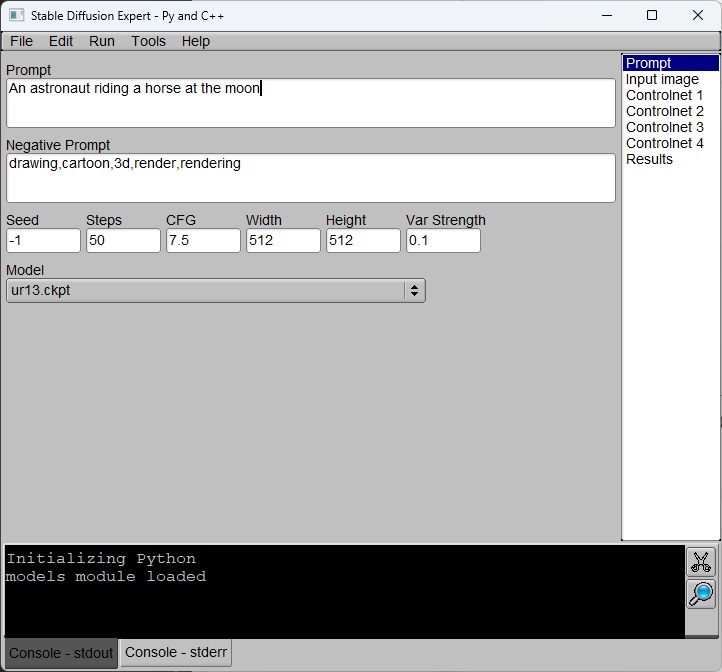 Stable Diffusion Expert - Py and C++
File Edit Run Tools Help
Prompt
An astronaut riding a horse at the moon
Negative Prompt
drawing,cartoon,3d,render,rendering
Seed Steps CFG Width Height Var Strength
-1 50 7.5 512 512 0.1
Model
ur13.ckpt
Prompt
Input image
Controlnet 1
Controlnet 2
Controlnet 3
Controlnet 4
Results
Initializing Python
models module loaded
Console - stdout Console - stderr